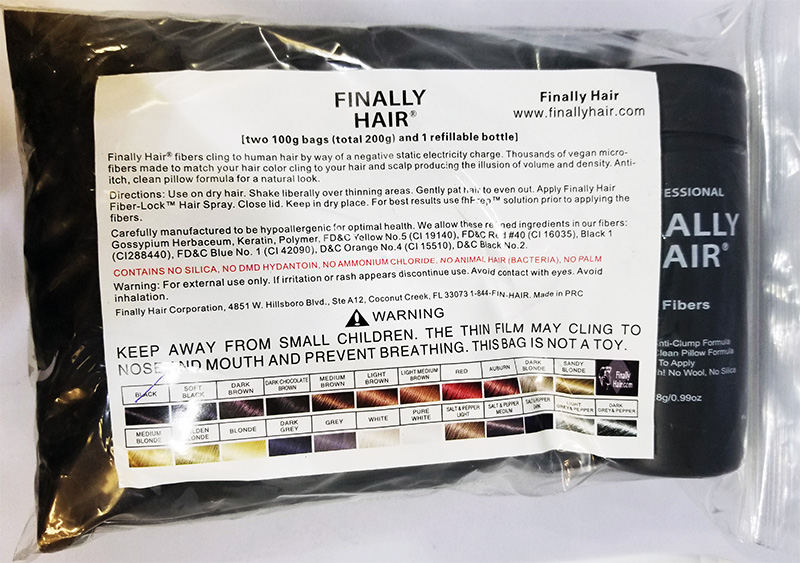 FINALLY
HAIR®
Finally Hair
www.finallyhair.com
[two 100g bags (total 200g) and 1 refillable bottle]
Finally Hair® fibers cling to human hair by way of a negative static electricity charge. Thousands of vegan micro-
fibers made to match your hair color cling to your hair and scalp producing the illusion of volume and density. Anti-
itch, clean pillow formula for a natural look.
Directions: Use on dry hair. Shake liberally over thinning areas. Gently pat hair to even out. Apply Finally Hair
Fiber-Lock™ Hair Spray. Close lid. Keep in dry place. For best results use fhPrep™ solution prior to applying the
fibers.
Carefully manufactured to be hypoallergenic for optimal health. We allow these refined ingredients in our fibers:
Gossypium Herbaceum, Keratin, Polymer, FD&C Yellow No.5 (CI 19140), FD&C Red #40 (CI 16035), Black 1
(CI288440), FD&C Blue No. 1 (CI 42090), D&C Orange No.4 (CI 15510), D&C Black No.2.
CONTAINS NO SILICA, NO DMD HYDANTOIN, NO AMMONIUM CHLORIDE, NO ANIMAL HAIR (BACTERIA), NO PALM
Warning: For external use only. If irritation or rash appears discontinue use. Avoid contact with eyes. Avoid
inhalation.
Finally Hair Corporation, 4851 W. Hillsboro Blvd., Ste A12, Coconut Creek, FL 33073 1-844-FIN-HAIR. Made in PRC
WARNING
KEEP AWAY FROM SMALL CHILDREN. THE THIN FILM MAY CLING TO
NOSE AND MOUTH AND PREVENT BREATHING. THIS BAG IS NOT A TOY.
BLACK
SOFT BLACK
DARK BROWN
DARK CHOCOLATE BROWN
MEDIUM BROWN
LIGHT BROWN
LIGHT MEDIUM BROWN
RED
AUBURN
DARK BLONDE
SANDY BLONDE
Finally Hair.com
MEDIUM BLONDE
GOLDEN BLONDE
BLONDE
DARK GREY
GREY
WHITE
PURE WHITE
SALT & PEPPER LIGHT
SALT & PEPPER MEDIUM
SALT & PEPPER DARK
LIGHT GREY & PEPPER
DARK GREY & PEPPER
ESSIONAL
ALLY
AIR®
Fibers
nti-Clump Formula
lean Pillow Formula
To Apply
h! No Wool, No Silica
8g/0.99oz